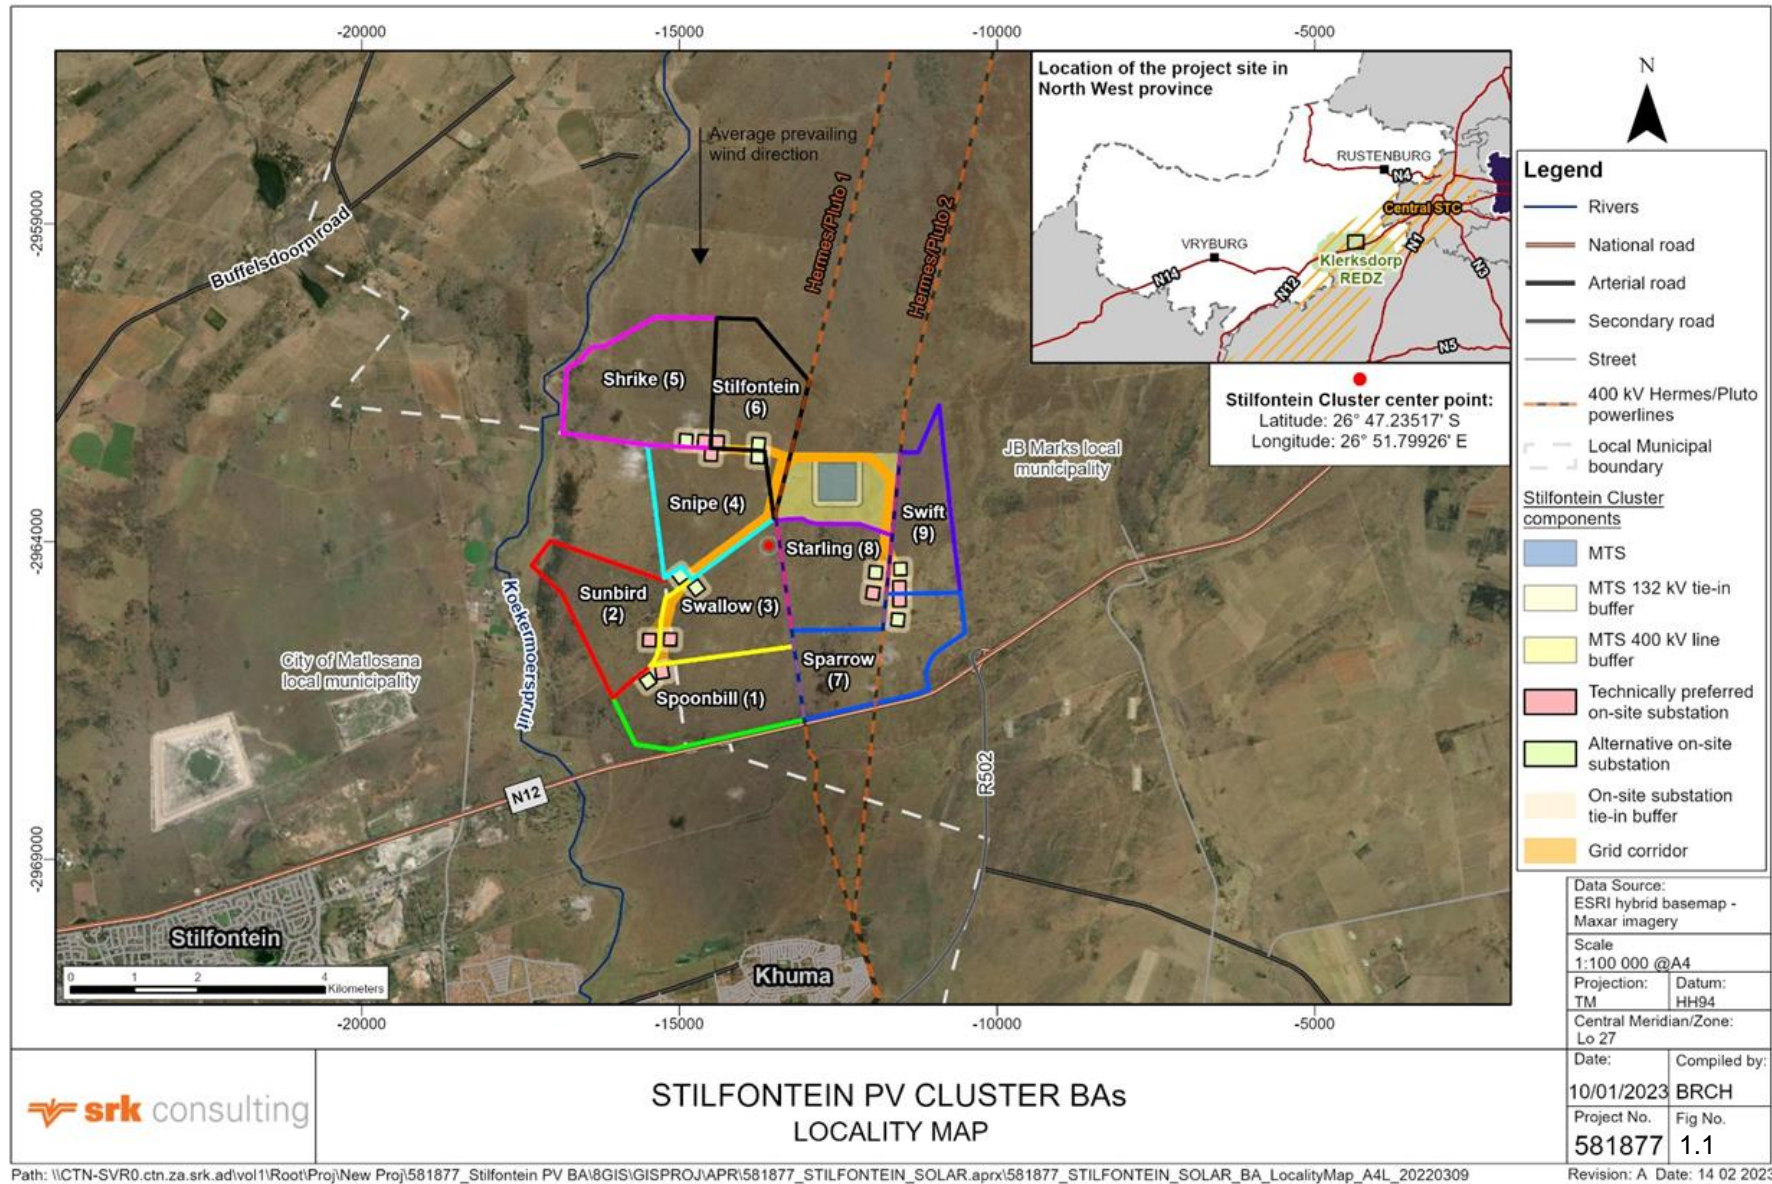 -20000
-15000
-10000
-5000
-2959000
-2964000
-2969000
Location of the project site in
North West province
RUSTENBURG
N4
Central STC
VRYBURG
Klerksdorp
REDZ
N14
N12
N1
N3
N5
Stilfontein Cluster center point:
Latitude: 26° 47.23517' S
Longitude: 26° 51.79926' E
Average prevailing
wind direction
Hermes/Pluto 1
Hermes/Pluto 2
Buffelsdoorn road
Shrike (5)
Stilfontein
(6)
JB Marks local
municipality
Snipe (4)
Swift
(9)
Starling (8)
Sunbird
(2)
Swallow (3)
Koekermoerspruit
City of Matlosana
local municipality
Sparrow
(7)
Spoonbill (1)
N12
R502
Stilfontein
Khuma
0 1 2 4
Kilometers
-20000
-15000
-10000
-5000
N
Legend
Rivers
National road
Arterial road
Secondary road
Street
400 kV Hermes/Pluto
powerlines
Local Municipal
boundary
Stilfontein Cluster
components
MTS
MTS 132 kV tie-in
buffer
MTS 400 kV line
buffer
Technically preferred
on-site substation
Alternative on-site
substation
On-site substation
tie-in buffer
Grid corridor
Data Source:
ESRI hybrid basemap -
Maxar imagery
Scale
1:100 000 @A4
Projection:
TM
Datum:
HH94
Central Meridian/Zone:
Lo 27
Date:
10/01/2023
Compiled by:
BRCH
Project No.
581877
Fig No.
1.1
srk consulting
STILFONTEIN PV CLUSTER BAs
LOCALITY MAP
Path: \\CTN-SVR0.ctn.za.srk.ad\vol1\Root\Proj\New Proj\581877_Stilfontein PV BA\8GIS\GISPROJ\APR\581877_STILFONTEIN_SOLAR.aprx\581877_STILFONTEIN_SOLAR_BA_LocalityMap_A4L_20220309
Revision: A Date: 14 02 2023